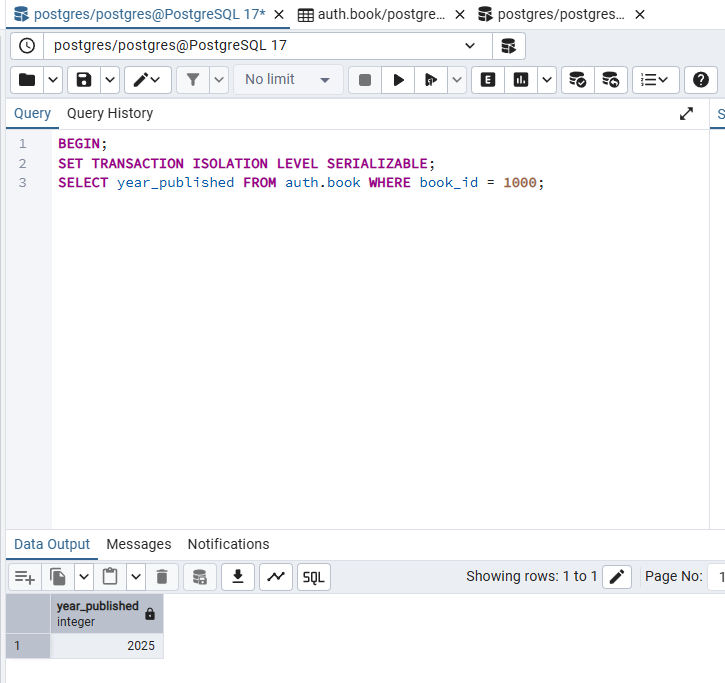 postgres/postgres@PostgreSQL 17* auth.book/postgre... postgres/postgres...
postgres/postgres@PostgreSQL 17
No limit E
Query Query History S
1 BEGIN;
2 SET TRANSACTION ISOLATION LEVEL SERIALIZABLE;
3 SELECT year_published FROM auth.book WHERE book_id = 1000;
Data Output Messages Notifications
SQL Showing rows: 1 to 1 Page No: 1
year_published
integer
1 2025